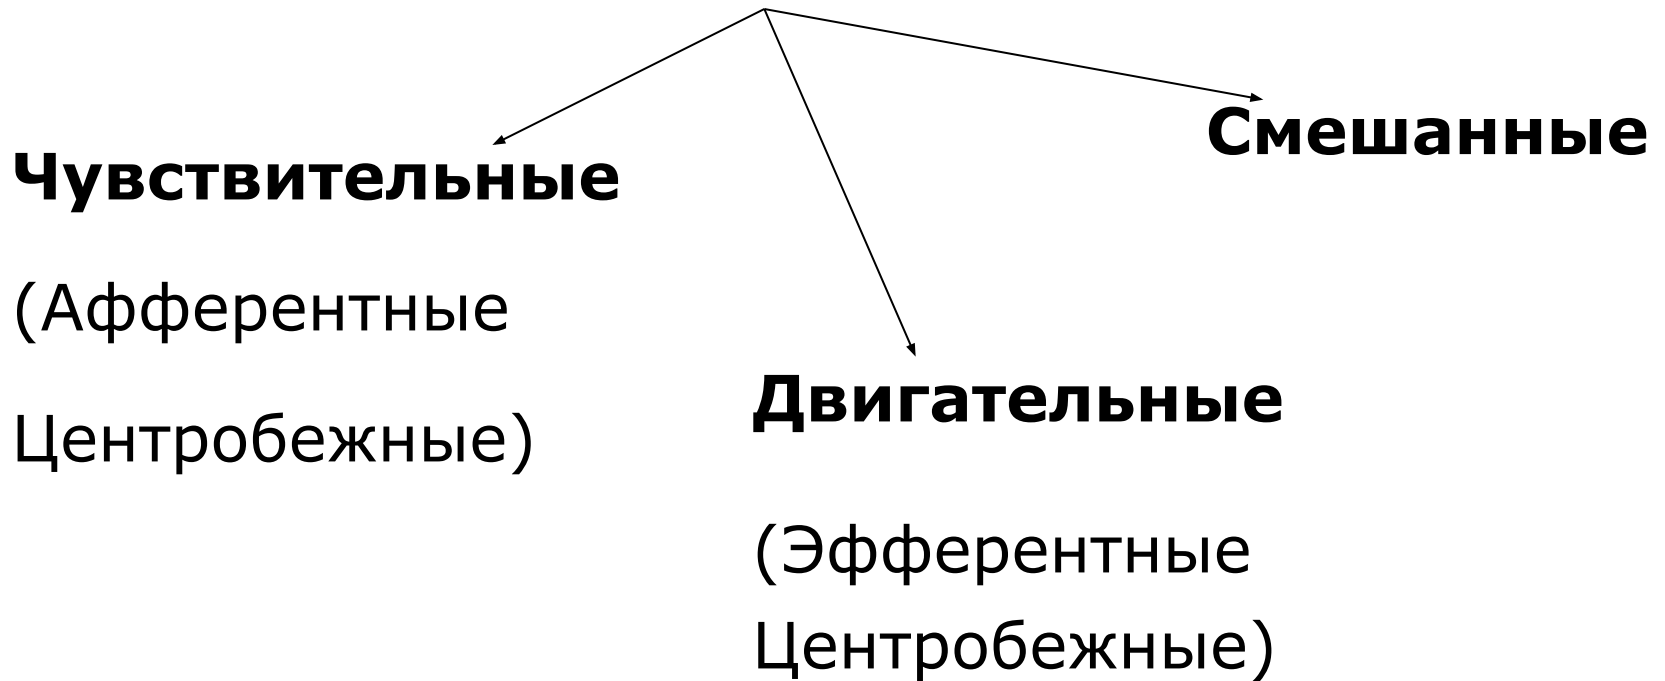 Смешанные
Чувствительные
(Афферентные
Центробежные)
Двигательные
(Эфферентные
Центробежные)